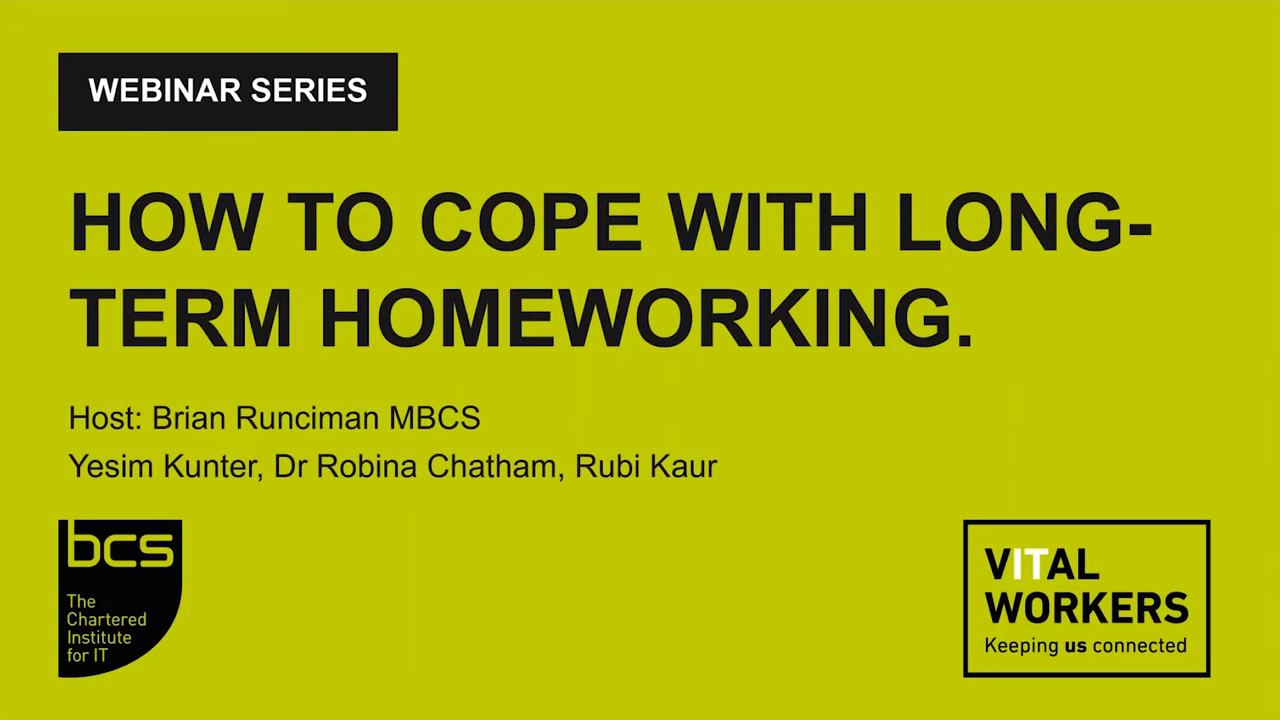 WEBINAR SERIES
HOW TO COPE WITH LONG-
TERM HOMEWORKING.
Host: Brian Runciman MBCS
Yesim Kunter, Dr Robina Chatham, Rubi Kaur
bcs
The
Chartered
Institute
for IT
VITAL
WORKERS
Keeping us connected